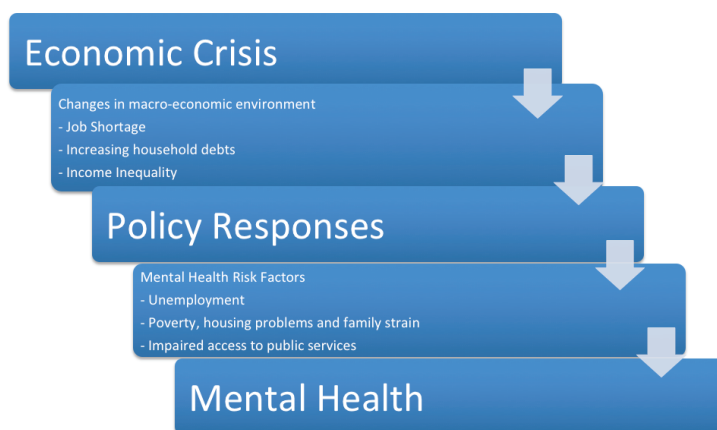 Economic Crisis
Changes in macro-economic environment
- Job Shortage
- Increasing household debts
- Income Inequality
Policy Responses
Mental Health Risk Factors
- Unemployment
- Poverty, housing problems and family strain
- Impaired access to public services
Mental Health